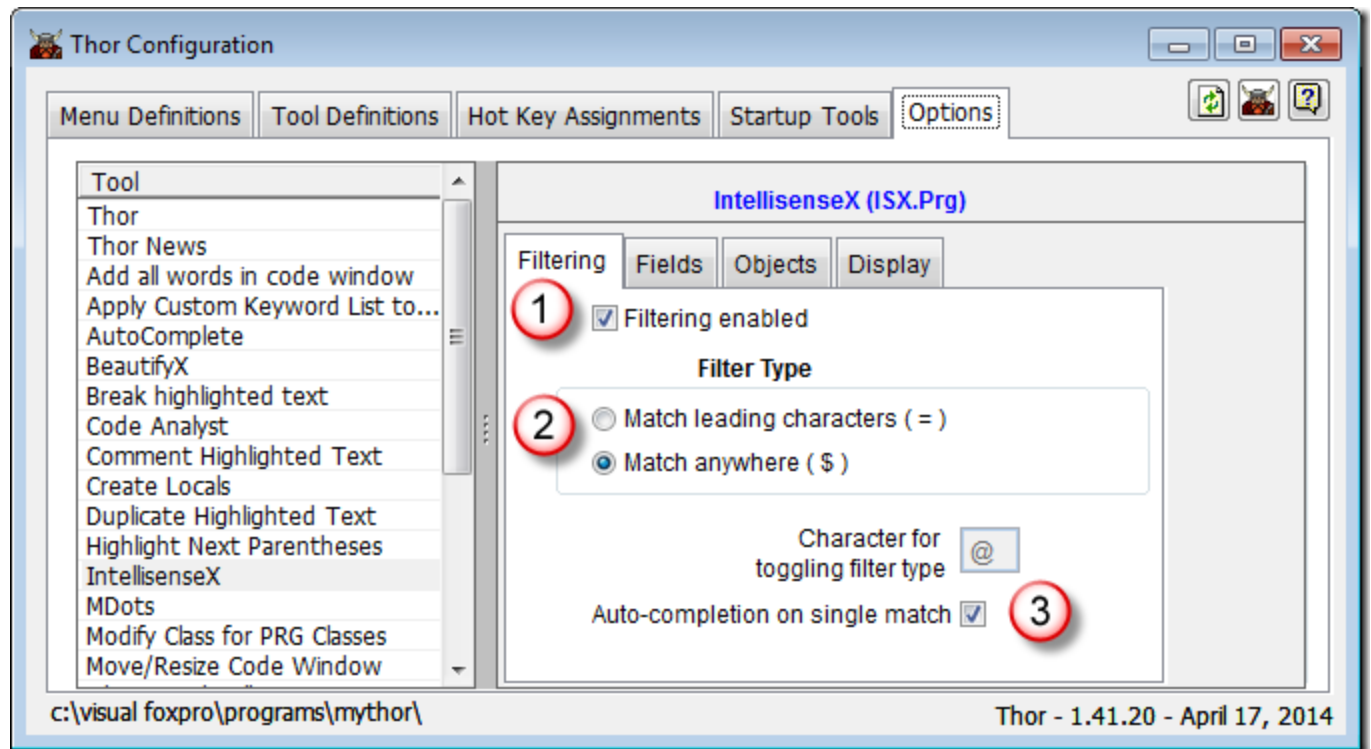 Thor Configuration
Menu Definitions Tool Definitions Hot Key Assignments Startup Tools Options
Tool
Thor
Thor News
Add all words in code window
Apply Custom Keyword List to...
AutoComplete
BeautifyX
Break highlighted text
Code Analyst
Comment Highlighted Text
Create Locals
Duplicate Highlighted Text
Highlight Next Parentheses
IntellisenseX
MDots
Modify Class for PRG Classes
Move/Resize Code Window
IntellisenseX (ISX.Prg)
Filtering Fields Objects Display
1 Filtering enabled
Filter Type
2 Match leading characters ( = )
Match anywhere ( $ )
Character for
toggling filter type @
Auto-completion on single match 3
c:\visual foxpro\programs\mythor\ Thor - 1.41.20 - April 17, 2014